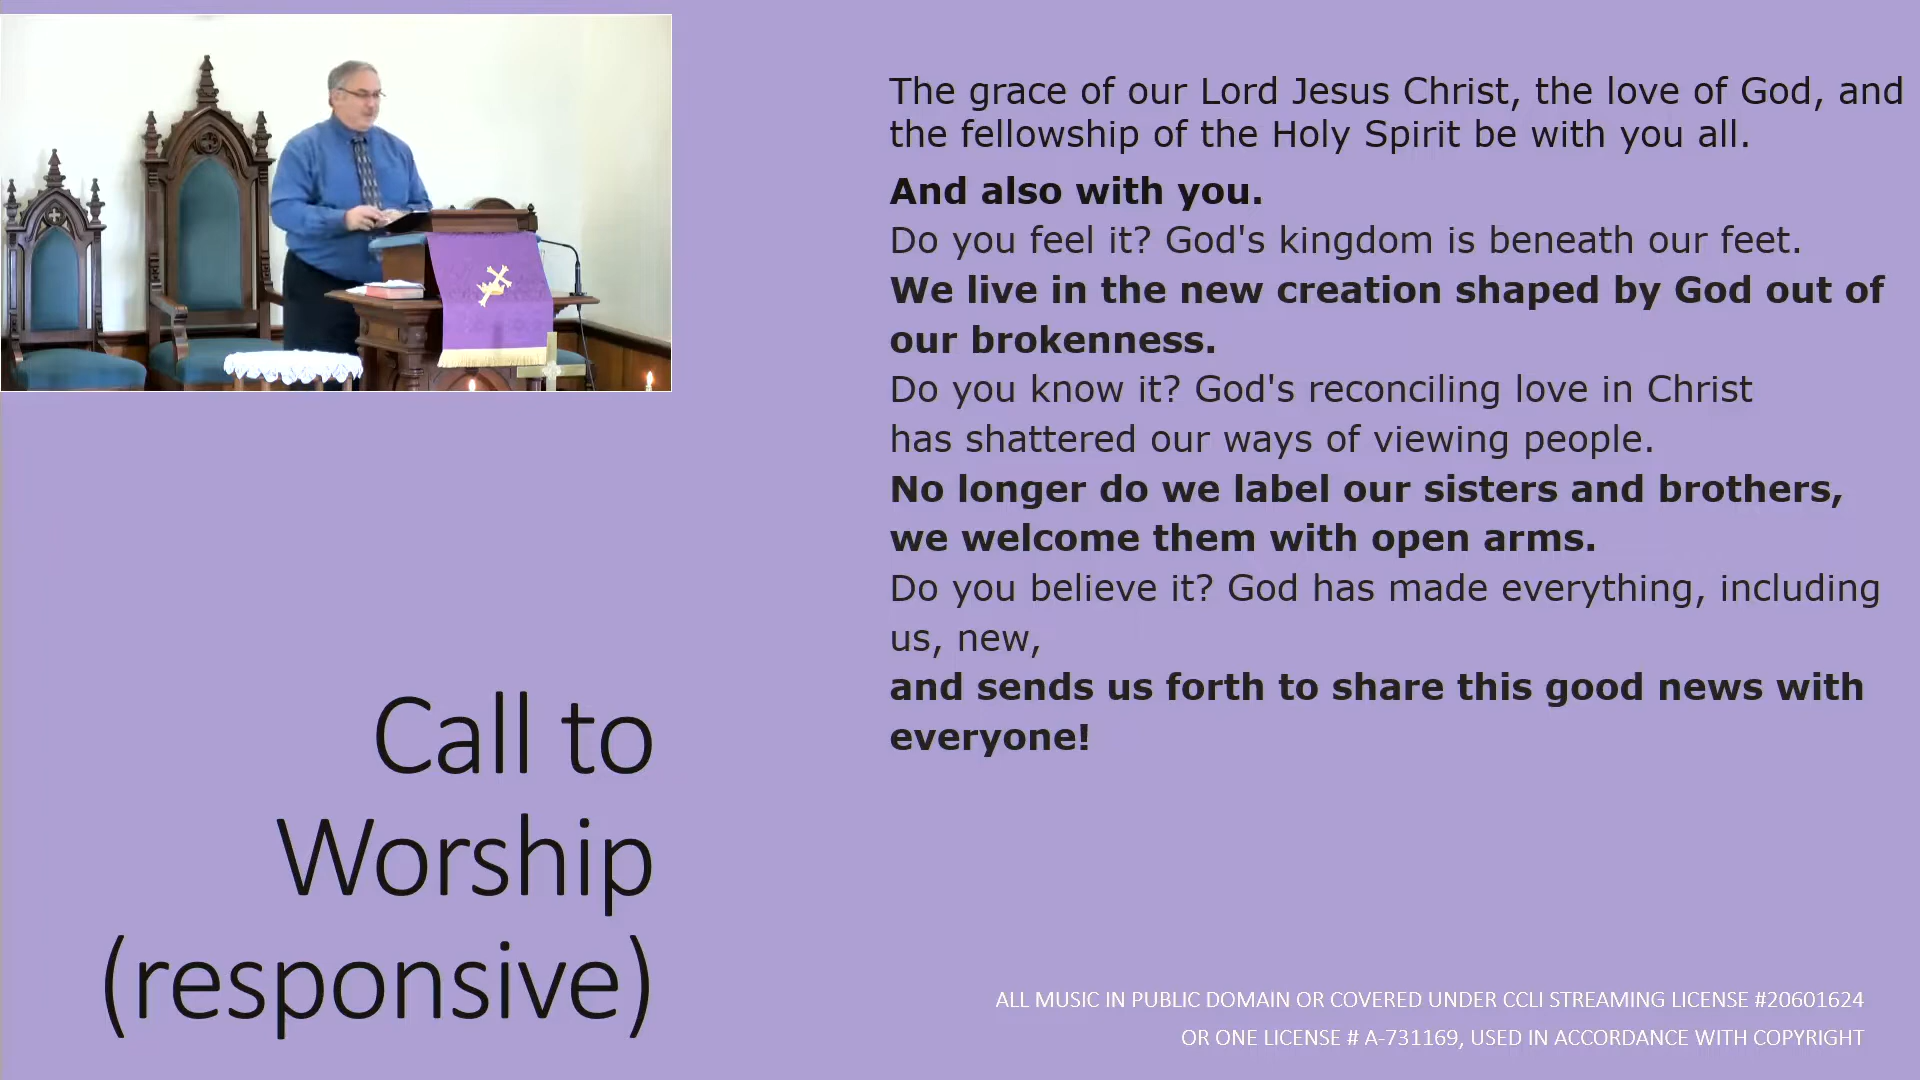 The grace of our Lord Jesus Christ, the love of God, and
the fellowship of the Holy Spirit be with you all.
And also with you.
Do you feel it? God's kingdom is beneath our feet.
We live in the new creation shaped by God out of
our brokenness.
Do you know it? God's reconciling love in Christ
has shattered our ways of viewing people.
No longer do we label our sisters and brothers,
we welcome them with open arms.
Do you believe it? God has made everything, including
us, new,
and sends us forth to share this good news with
everyone!
Call to
Worship
(responsive)
ALL MUSIC IN PUBLIC DOMAIN OR COVERED UNDER CCLI STREAMING LICENSE #20601624
OR ONE LICENSE # A-731169, USED IN ACCORDANCE WITH COPYRIGHT